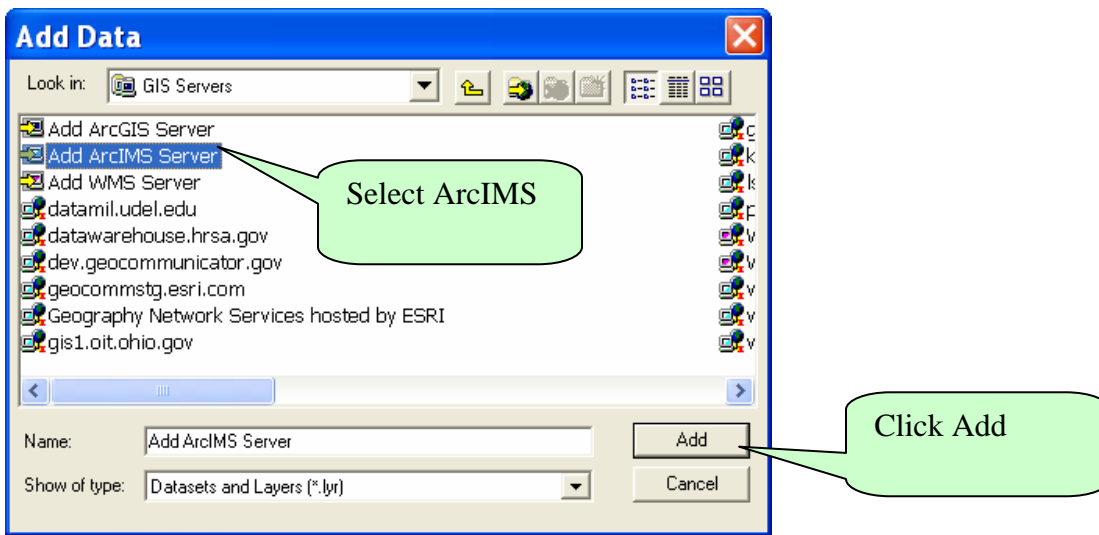 Add Data
Look in: GIS Servers
Add ArcGIS Server
Add ArcIMS Server
Add WMS Server
datamil.udel.edu
datawarehouse.hrsa.gov
dev.geocommunicator.gov
geocommstg.esri.com
Geography Network Services hosted by ESRI
gis1.oit.ohio.gov
Select ArcIMS
Name: Add ArcIMS Server
Add
Click Add
Show of type: Datasets and Layers (*.lyr)
Cancel